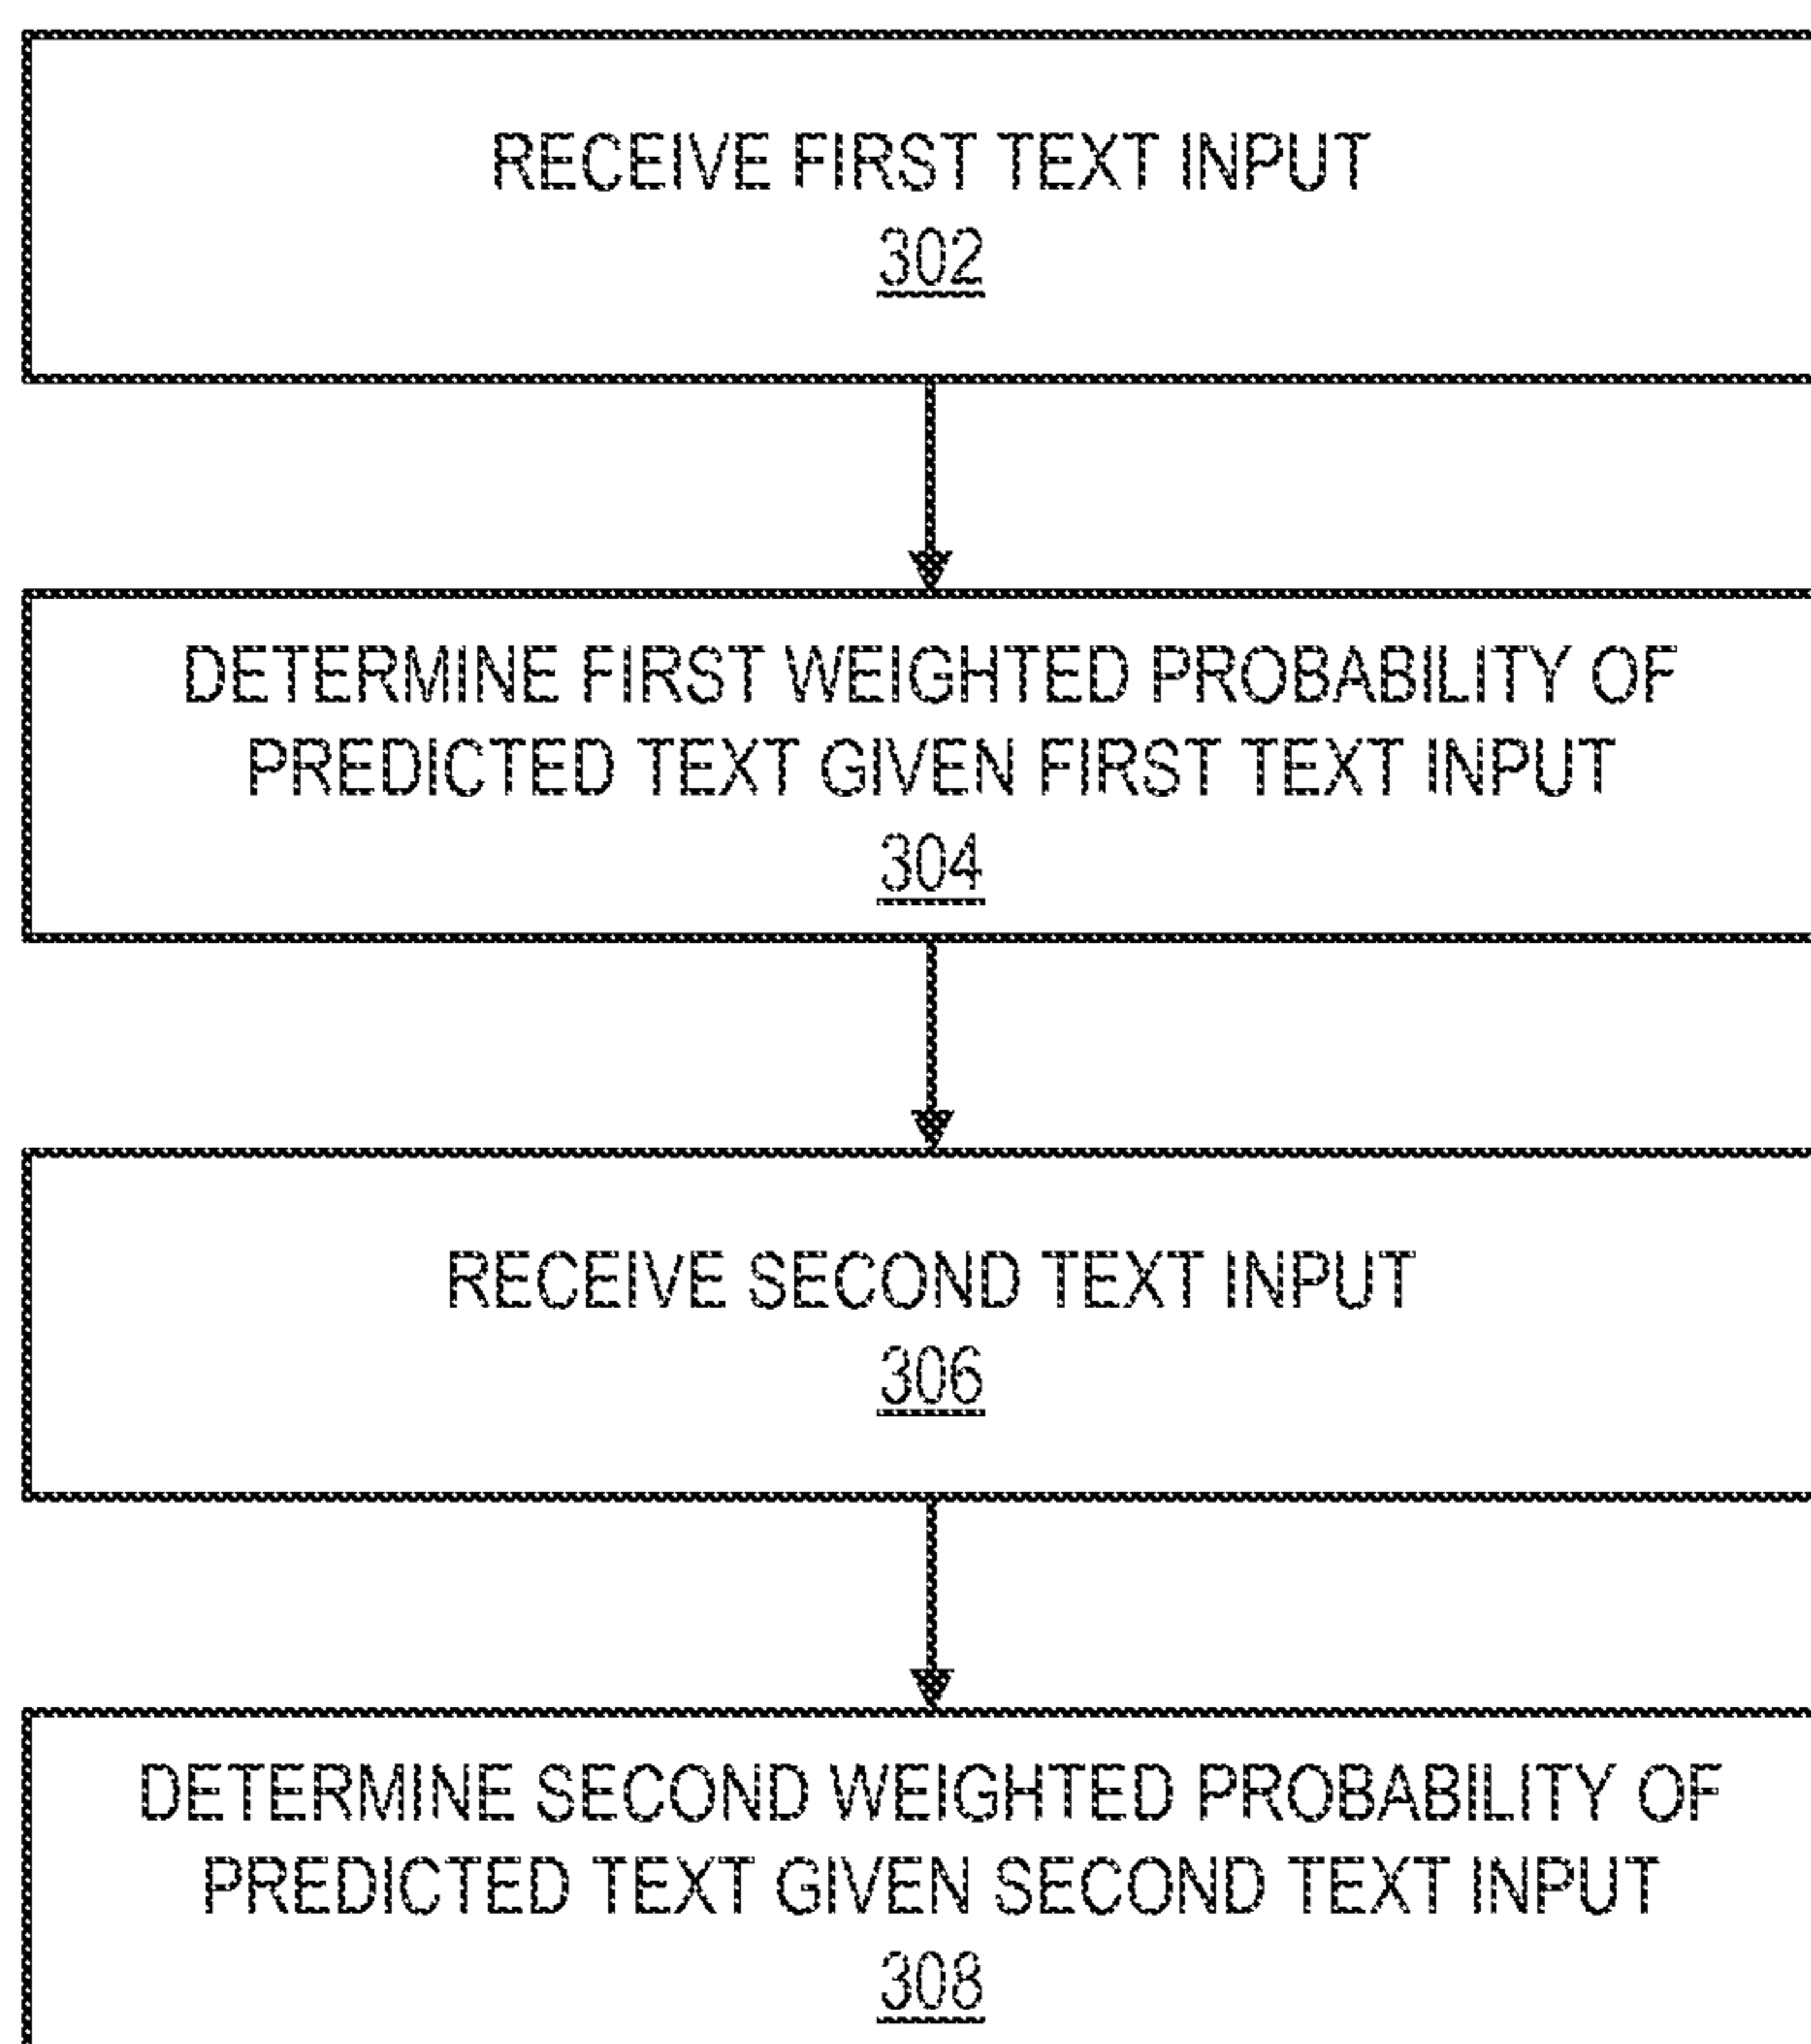 RECEIVE FIRST TEXT INPUT
302
DETERMINE FIRST WEIGHTED PROBABILITY OF
PREDICTED TEXT GIVEN FIRST TEXT INPUT
304
RECEIVE SECOND TEXT INPUT
306
DETERMINE SECOND WEIGHTED PROBABILITY OF
PREDICTED TEXT GIVEN SECOND TEXT INPUT
308